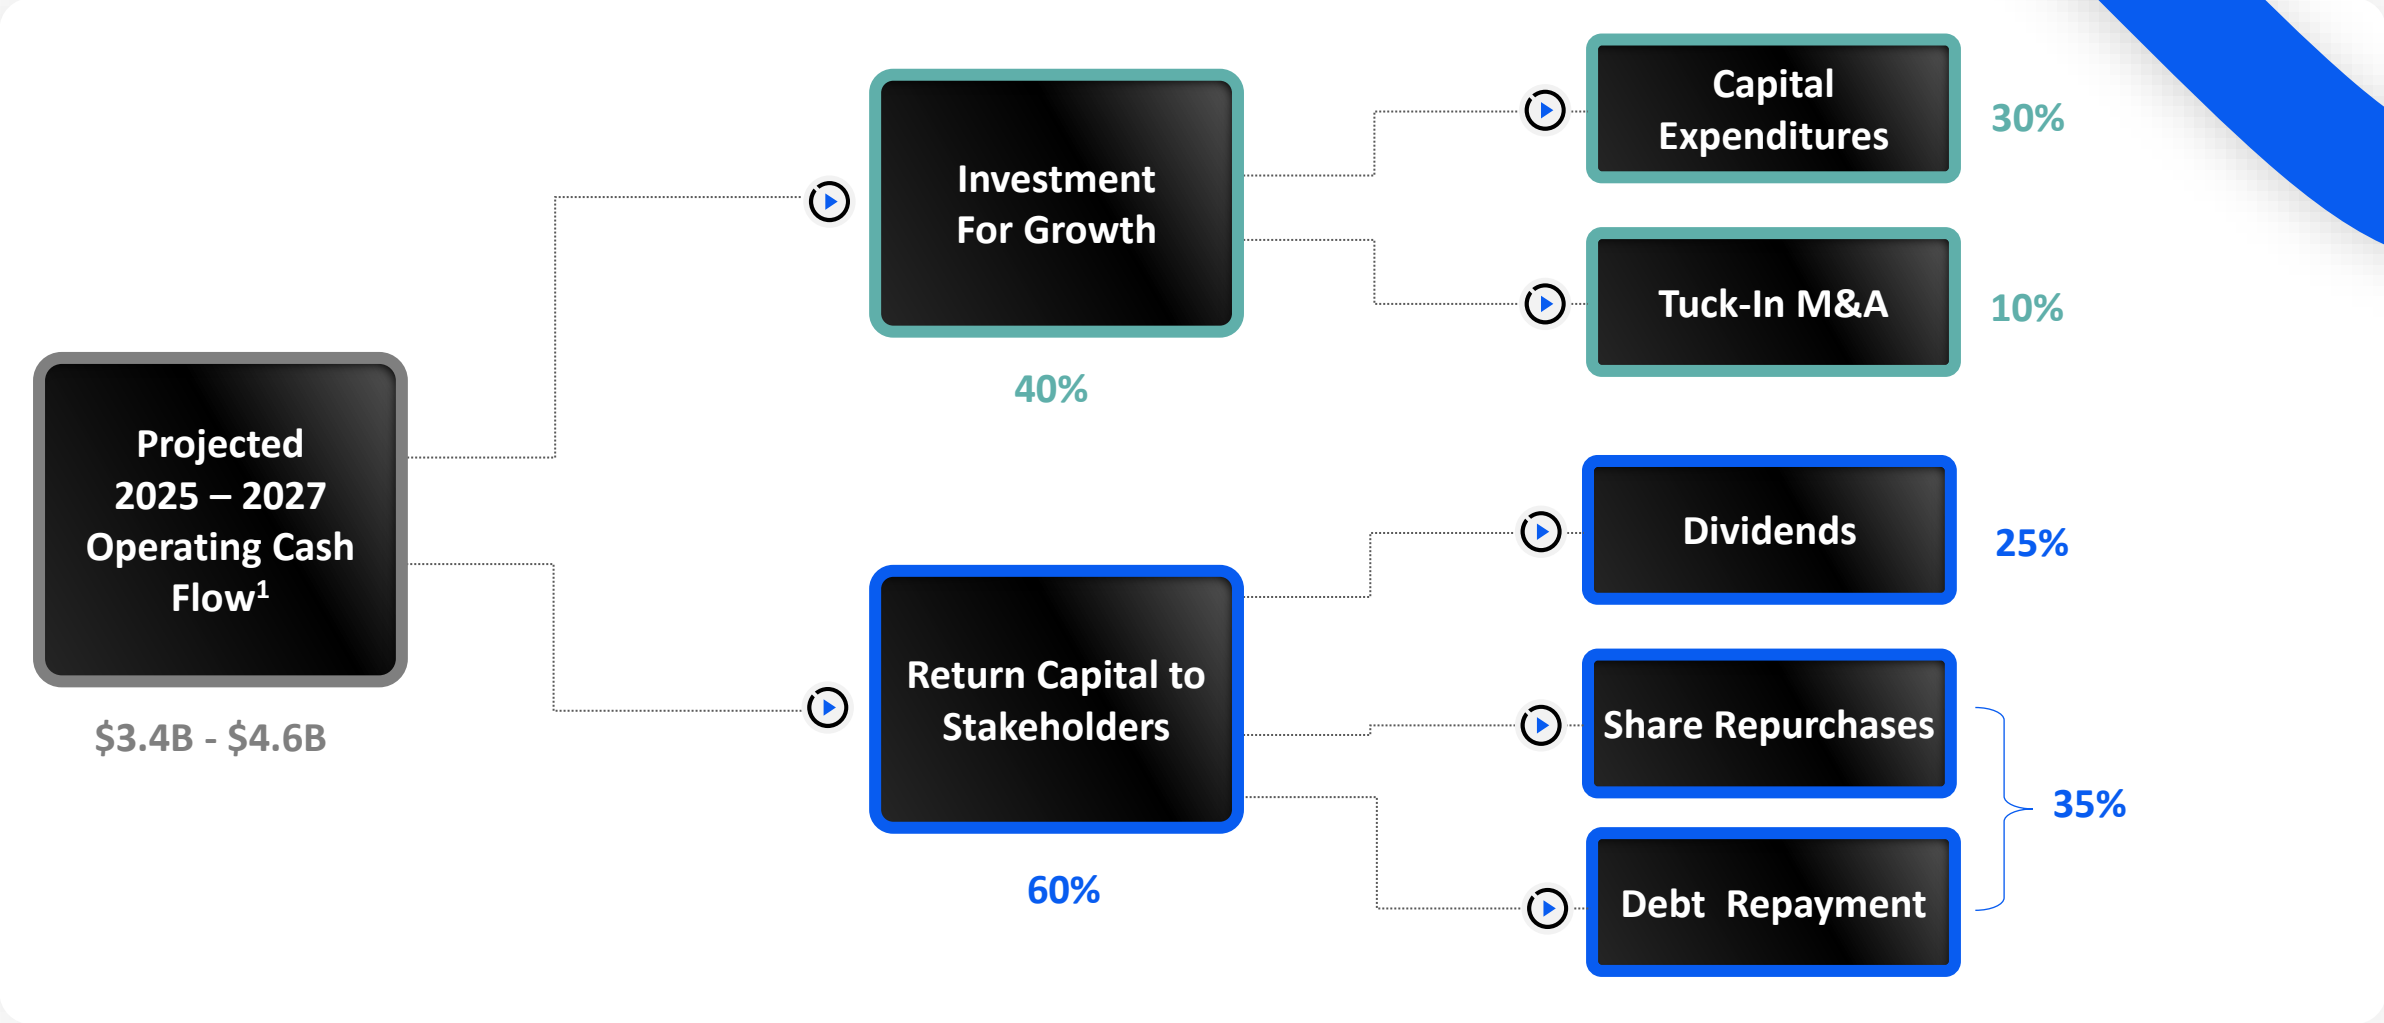 Projected
2025 – 2027
Operating Cash
Flow¹
$3.4B - $4.6B
Investment
For Growth
40%
Capital
Expenditures
30%
Tuck-In M&A
10%
Return Capital to
Stakeholders
60%
Dividends
25%
Share Repurchases
Debt  Repayment
35%